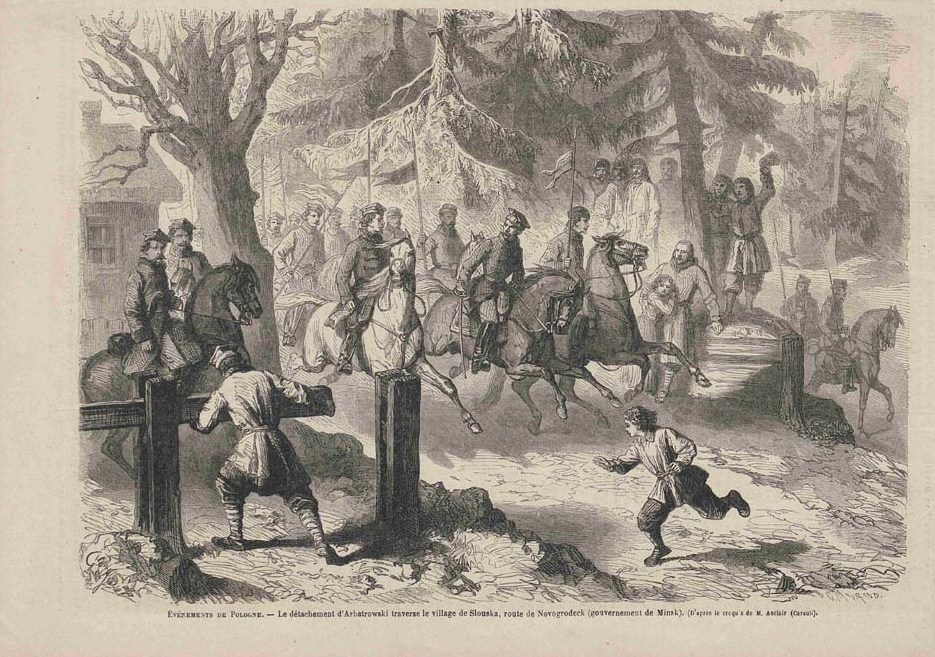 ÉVÉNEMENTS DE POLOGNE. — Le détachement d'Arbatrowski traverse le village de Slouska, route de Novogrodeck (gouvernement de Minsk). (D'après le croquis de M. Auclair (Caraul).